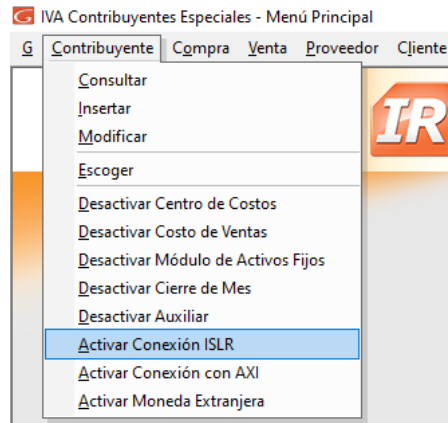 G IVA Contribuyentes Especiales - Menú Principal
G Contribuyente Compra Venta Proveedor Cliente
Consultar
Insertar
Modificar
IR
Escoger
Desactivar Centro de Costos
Desactivar Costo de Ventas
Desactivar Módulo de Activos Fijos
Desactivar Cierre de Mes
Desactivar Auxiliar
Activar Conexión ISLR
Activar Conexión con AXI
Activar Moneda Extranjera